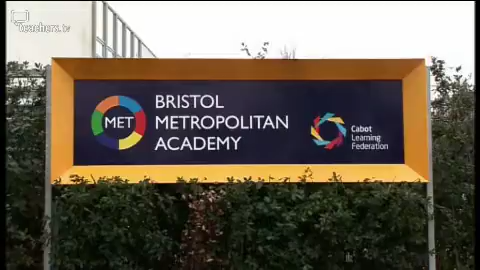 teachers.tv
MET
BRISTOL
METROPOLITAN
ACADEMY
Cabot
Learning
Federation